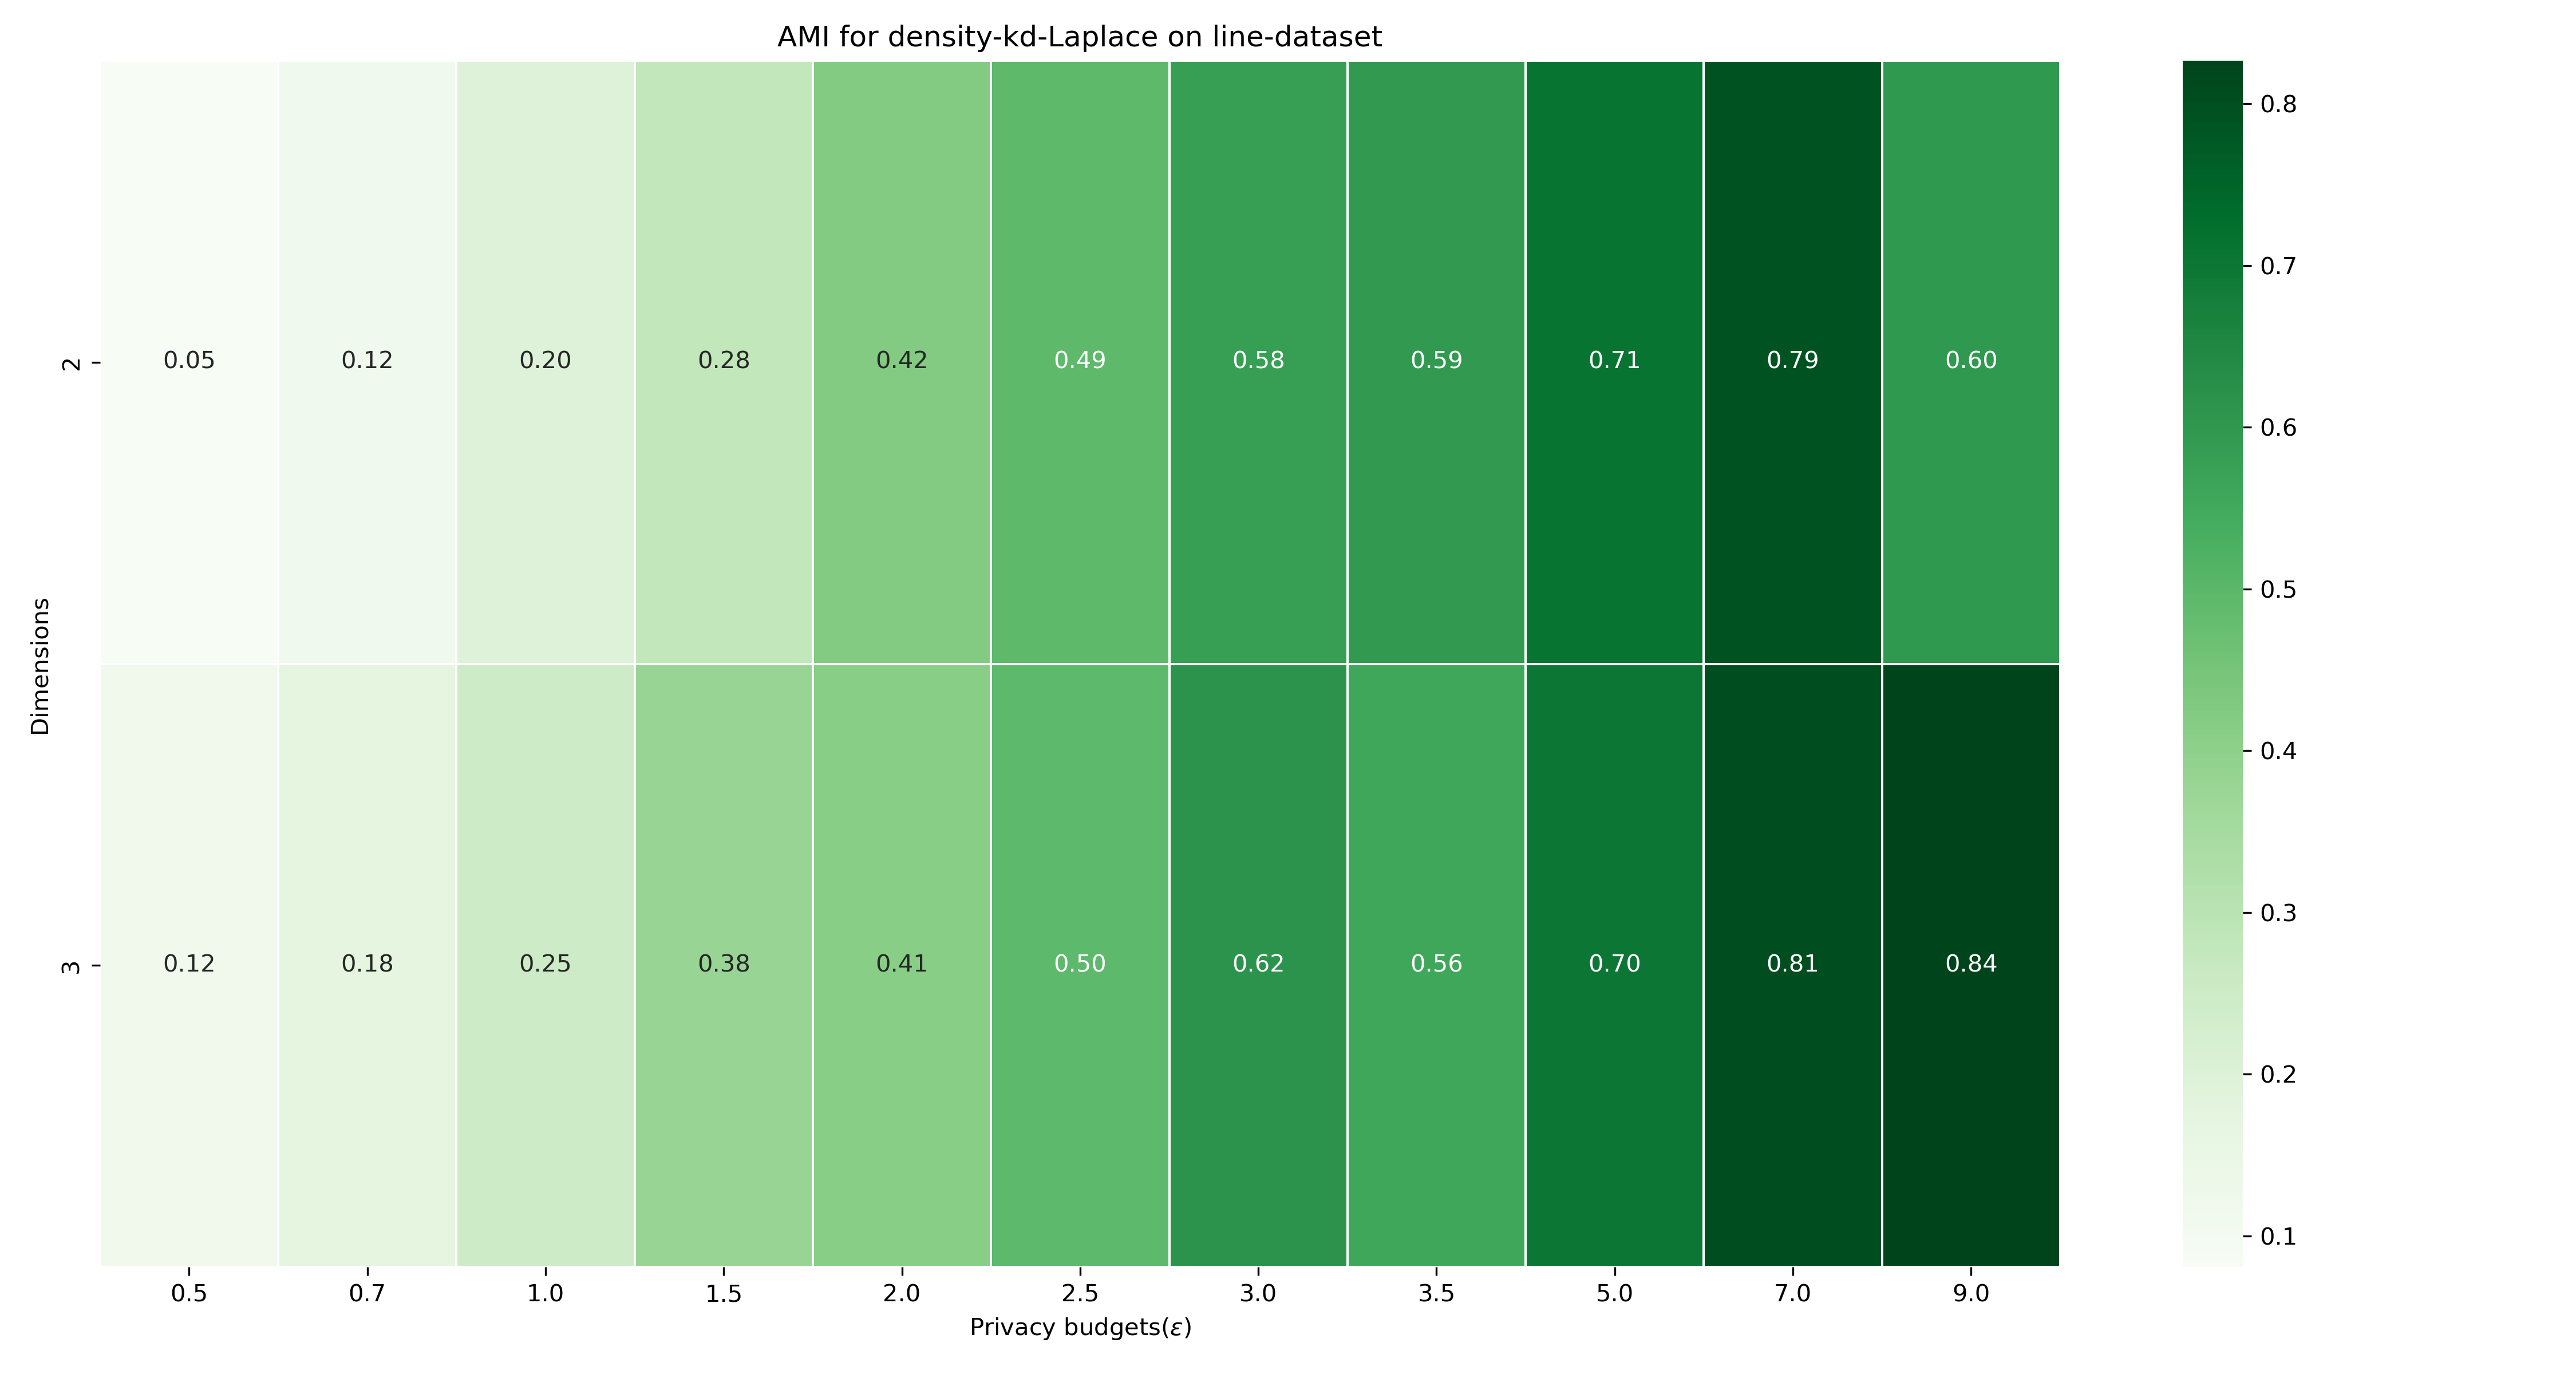 AMI for density-kd-Laplace on line-dataset
Dimensions
2
0.05 0.12 0.20 0.28 0.42 0.49 0.58 0.59 0.71 0.79 0.60
3
0.12 0.18 0.25 0.38 0.41 0.50 0.62 0.56 0.70 0.81 0.84
0.5 0.7 1.0 1.5 2.0 2.5 3.0 3.5 5.0 7.0 9.0
Privacy budgets(ε)
0.8
0.7
0.6
0.5
0.4
0.3
0.2
0.1